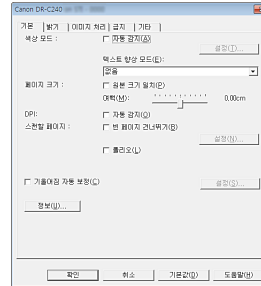 Canon DR-C240
기본 밝기 이미지 처리 급지 기타
색상 모드: 자동 감지(A)
설정(T)...
텍스트 향상 모드(E):
없음
페이지 크기: 원본 크기 일치(P)
여백(M): 0.00cm
DPI: 자동 감지(O)
스캔할 페이지: 빈 페이지 건너뛰기(B)
설정(N)...
폴리오(L)
기울어짐 자동 보정(C) 설정(S)...
정보(U)...
확인 취소 기본값(D) 도움말(H)